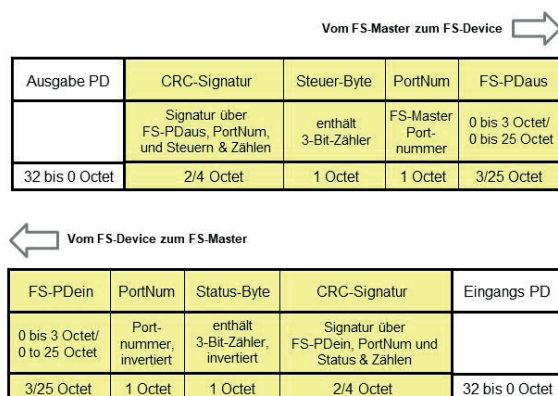 Vom FS-Master zum FS-Device
Ausgabe PD CRC-Signatur Steuer-Byte PortNum FS-PDaus
Signatur über
FS-PDaus, PortNum,
und Steuern & Zählen
enthält
3-Bit-Zähler
FS-Master
Port-
nummer
0 bis 3 Octet/
0 bis 25 Octet
32 bis 0 Octet 2/4 Octet 1 Octet 1 Octet 3/25 Octet
Vom FS-Device zum FS-Master
FS-PDein PortNum Status-Byte CRC-Signatur Eingangs PD
0 bis 3 Octet/
0 to 25 Octet
Port-
nummer,
invertiert
enthält
3-Bit-Zähler,
invertiert
Signatur über
FS-PDein, PortNum und
Status & Zählen
3/25 Octet 1 Octet 1 Octet 2/4 Octet 32 bis 0 Octet